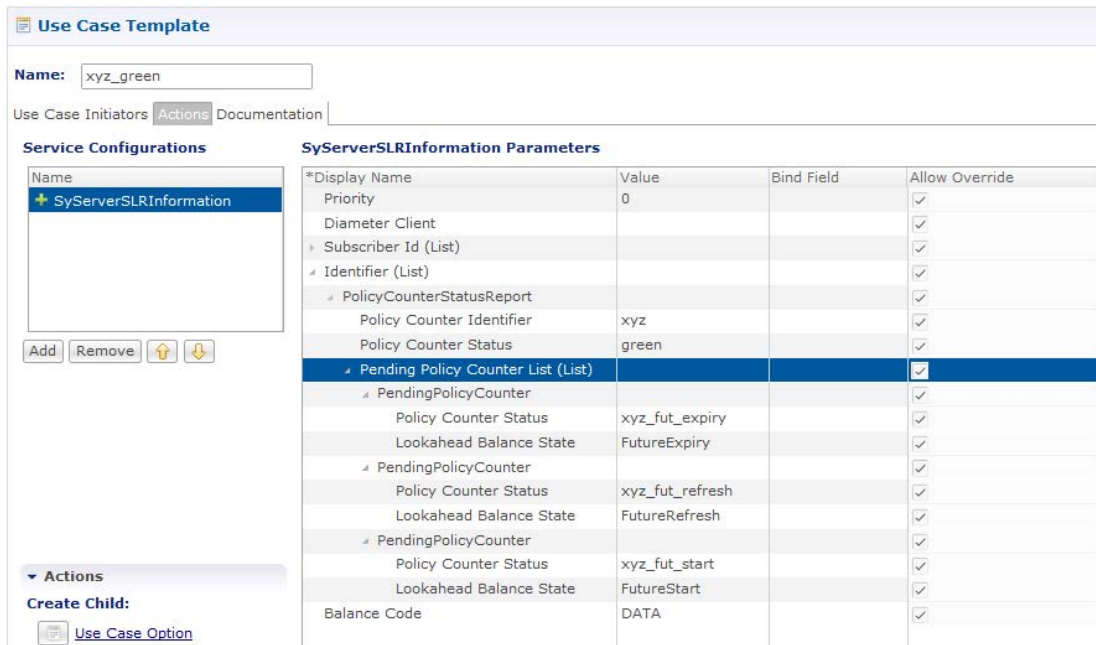 Use Case Template
Name: xyz_green
Use Case Initiators Actions Documentation
Service Configurations
Name
SyServerSLRInformation
Add Remove
Actions
Create Child:
Use Case Option
SyServerSLRInformation Parameters
*Display Name Value Bind Field Allow Override
Priority 0
Diameter Client
Subscriber Id (List)
Identifier (List)
PolicyCounterStatusReport
Policy Counter Identifier xyz
Policy Counter Status green
Pending Policy Counter List (List)
PendingPolicyCounter
Policy Counter Status xyz_fut_expiry
Lookahead Balance State FutureExpiry
PendingPolicyCounter
Policy Counter Status xyz_fut_refresh
Lookahead Balance State FutureRefresh
PendingPolicyCounter
Policy Counter Status xyz_fut_start
Lookahead Balance State FutureStart
Balance Code DATA